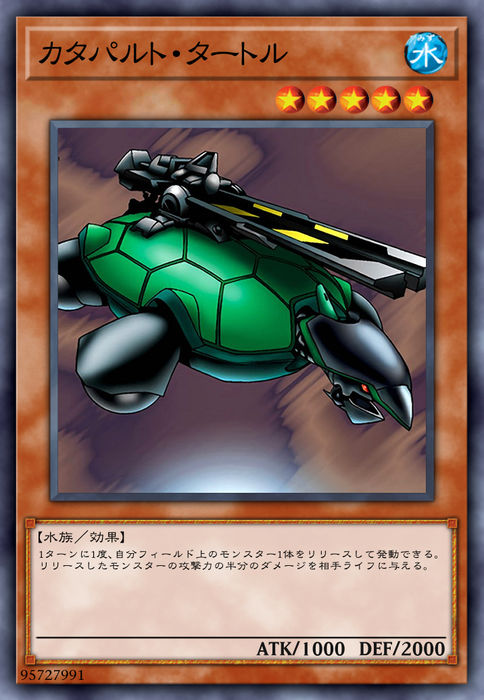 カタパルト・タートル
みず
水
【水族／効果】
1ターンに1度、自分フィールド上のモンスター1体をリリースして発動できる。
リリースしたモンスターの攻撃力の半分のダメージを相手ライフに与える。
ATK/1000 DEF/2000
95727991